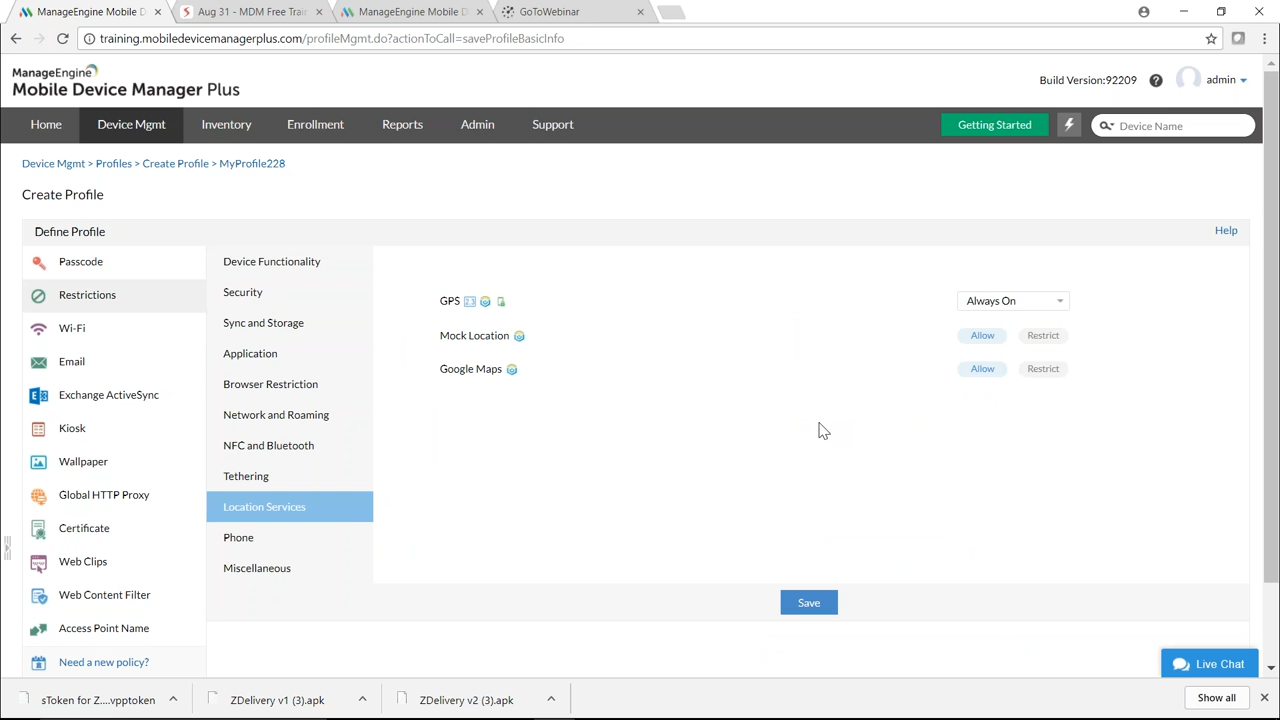 ManageEngine Mobile D
Aug 31 - MDM Free Train
ManageEngine Mobile D
GoToWebinar
training.mobiledevicemanagerplus.com/profileMgmt.do?actionToCall=saveProfileBasicInfo
ManageEngine
Mobile Device Manager Plus
Build Version:92209
admin
Home
Device Mgmt
Inventory
Enrollment
Reports
Admin
Support
Getting Started
Device Name
Device Mgmt > Profiles > Create Profile > MyProfile228
Create Profile
Define Profile
Help
Passcode
Restrictions
Wi-Fi
Email
Exchange ActiveSync
Kiosk
Wallpaper
Global HTTP Proxy
Certificate
Web Clips
Web Content Filter
Access Point Name
Need a new policy?
Device Functionality
Security
Sync and Storage
Application
Browser Restriction
Network and Roaming
NFC and Bluetooth
Tethering
Location Services
Phone
Miscellaneous
GPS
Always On
Mock Location
Allow
Restrict
Google Maps
Allow
Restrict
Save
Live Chat
sToken for Z....vpptoken
ZDelivery v1 (3).apk
ZDelivery v2 (3).apk
Show all